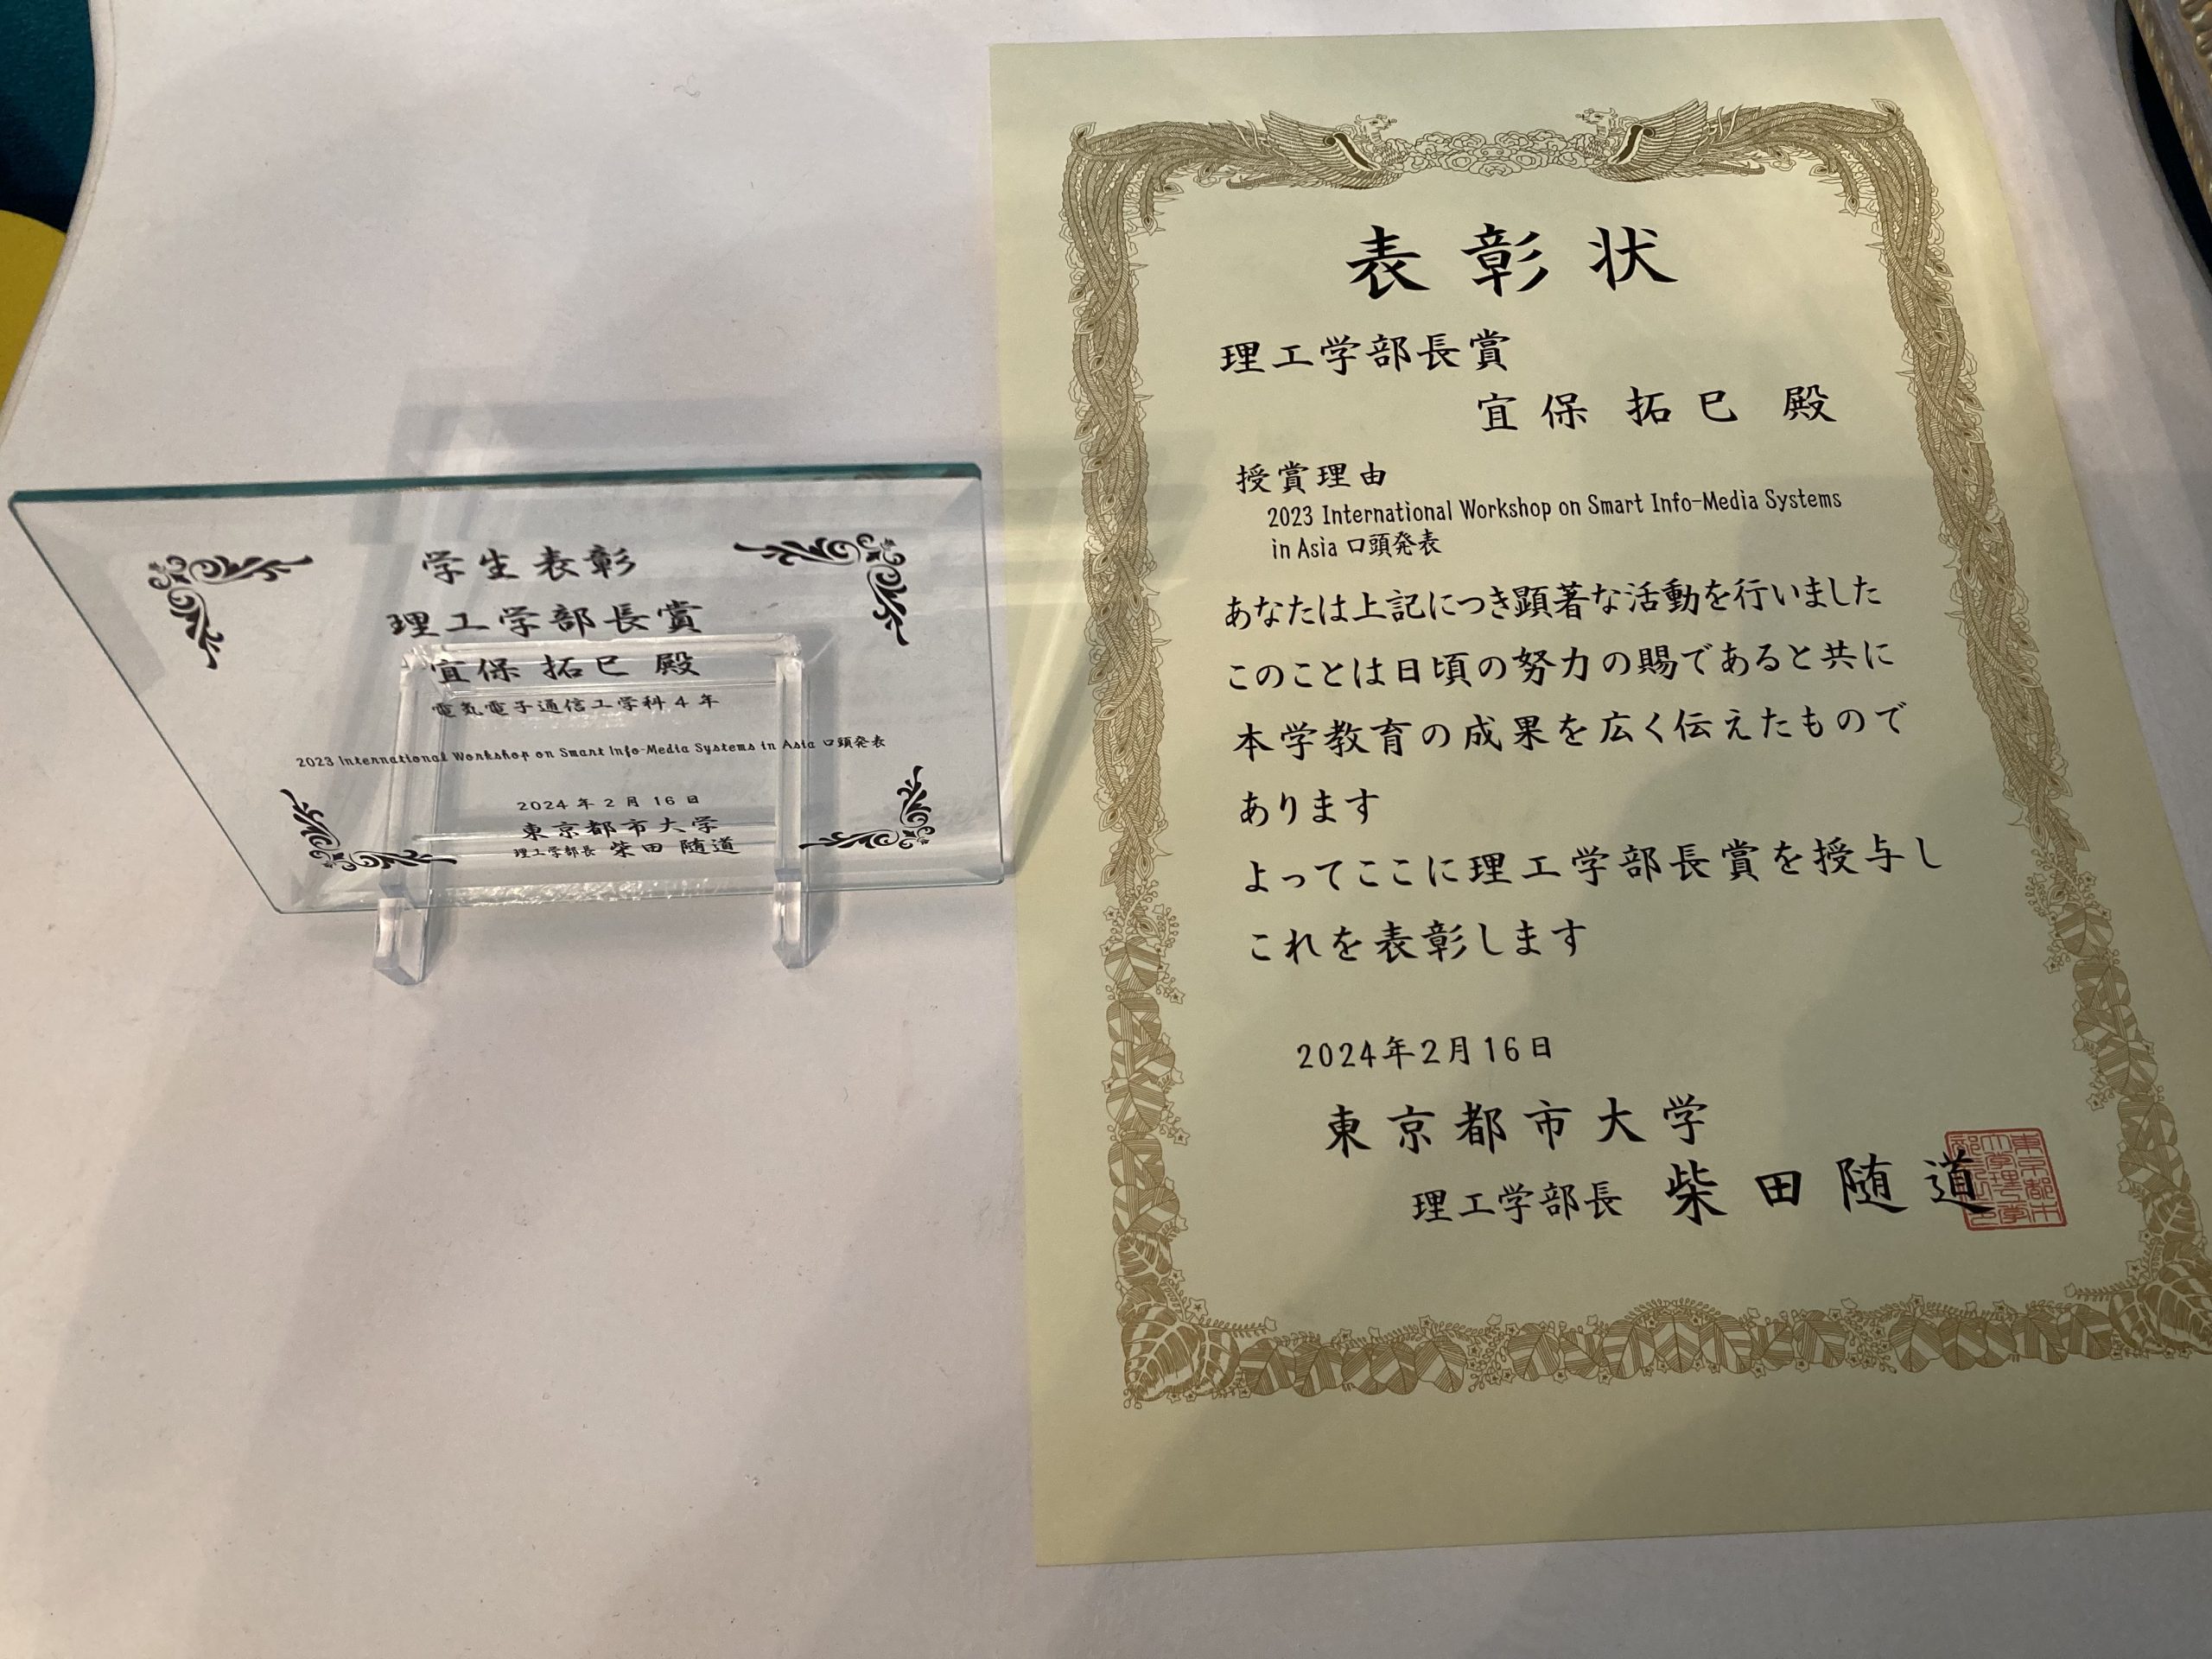 学生表彰
理工学部長賞
宜保 拓巳 殿
電気電子通信工学科4年
2023 International Workshop on Smart Info-Media Systems in Asia 口頭発表
2024年2月16日
東京都市大学
理工学部長 柴田 随道
表彰状
理工学部長賞
宜保 拓巳 殿
授賞理由
2023 International Workshop on Smart Info-Media Systems
in Asia 口頭発表
あなたは上記につき顕著な活動を行いました
このことは日頃の努力の賜であると共に
本学教育の成果を広く伝えたもので
あります
よってここに理工学部長賞を授与し
これを表彰します
2024年2月16日
東京都市大学
理工学部長 柴田随道